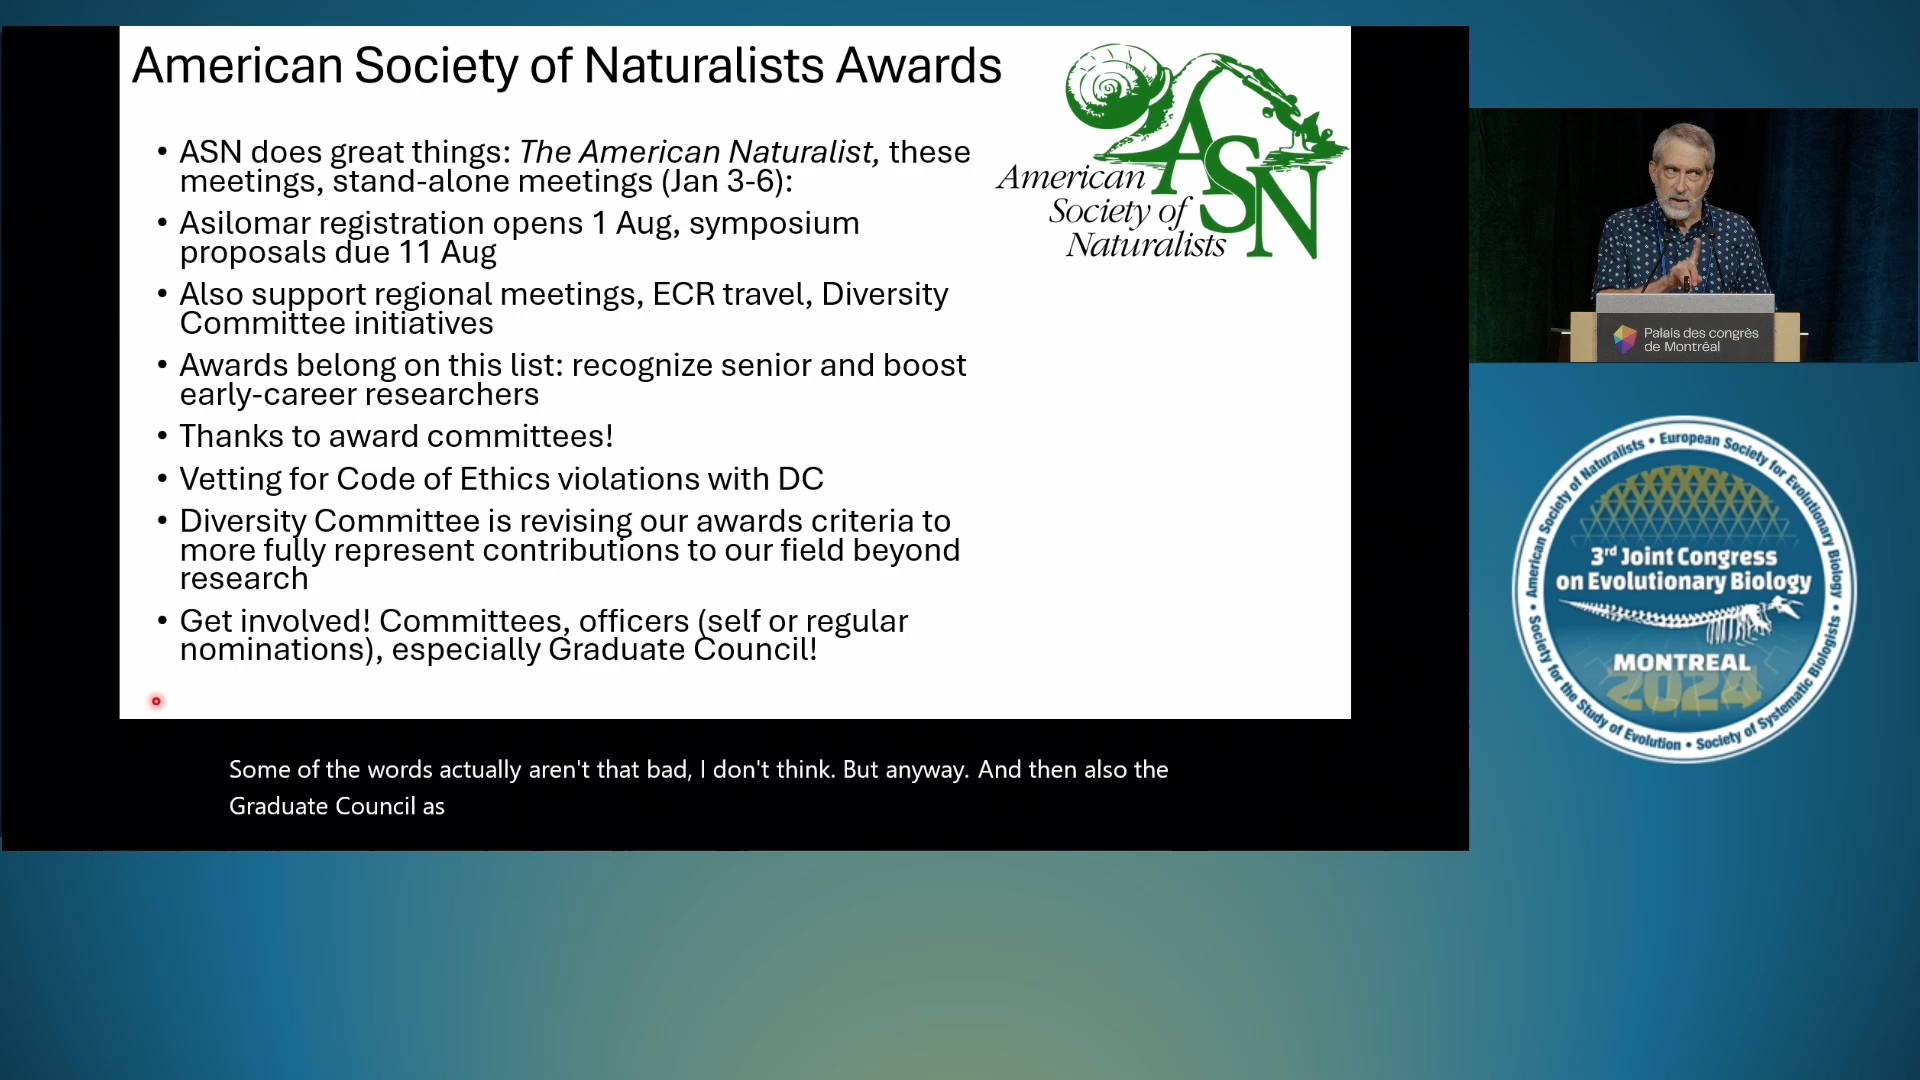 American Society of Naturalists Awards
• ASN does great things: The American Naturalist, these
meetings, stand-alone meetings (Jan 3-6):
• Asilomar registration opens 1 Aug, symposium
proposals due 11 Aug
• Also support regional meetings, ECR travel, Diversity
Committee initiatives
• Awards belong on this list: recognize senior and boost
early-career researchers
• Thanks to award committees!
• Vetting for Code of Ethics violations with DC
• Diversity Committee is revising our awards criteria to
more fully represent contributions to our field beyond
research
• Get involved! Committees, officers (self or regular
nominations), especially Graduate Council!
ASN
American
Society of
Naturalists
Some of the words actually aren't that bad, I don't think. But anyway. And then also the
Graduate Council as
Palais des congrès
de Montréal
American Society of Naturalists • European Society for Evolutionary Biology •
Society for the Study of Evolution • Society of Systematic Biologists •
3rd Joint Congress
on Evolutionary Biology
MONTREAL
2024